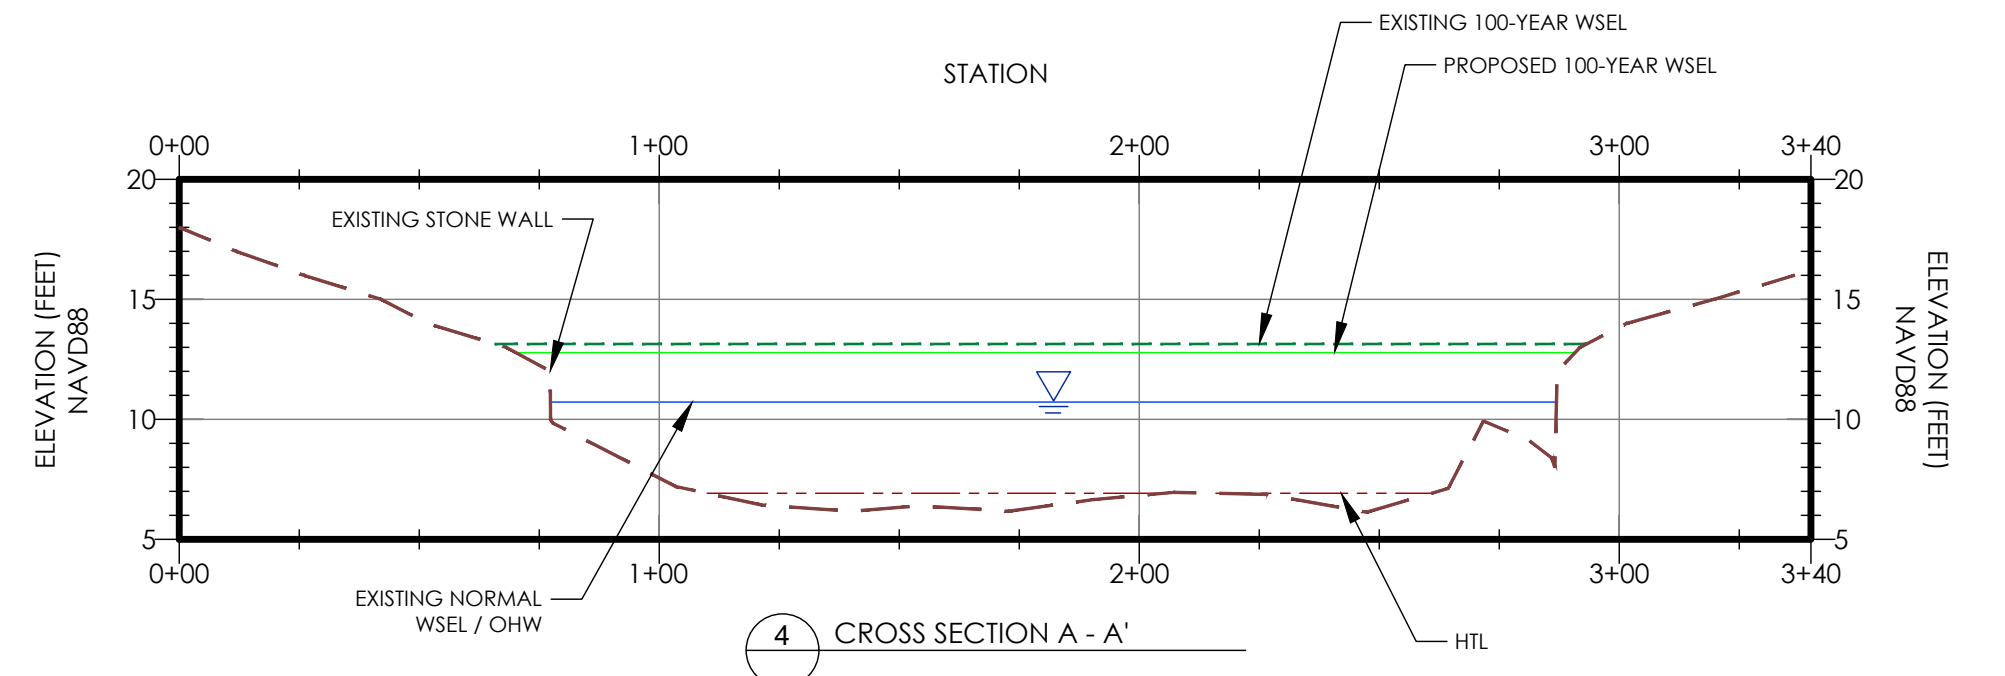 EXISTING 100-YEAR WSEL
PROPOSED 100-YEAR WSEL
STATION
0+00
1+00
2+00
3+00
3+40
20
20
EXISTING STONE WALL
15
15
10
10
5
5
ELEVATION (FEET)
NAVD88
ELEVATION (FEET)
NAVD88
0+00
1+00
2+00
3+00
3+40
EXISTING NORMAL
WSEL / OHW
HTL
4
CROSS SECTION A - A'